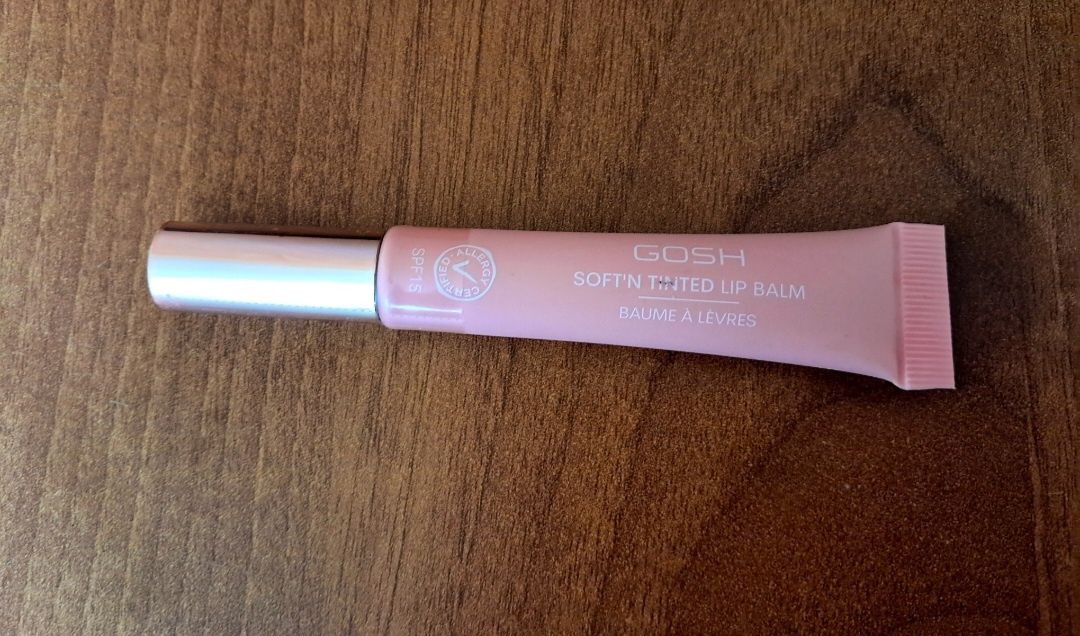 GOSH
SOFT'N TINTED LIP BALM
BAUME À LÈVRES
ALLERGY CERTIFIED
SPF15